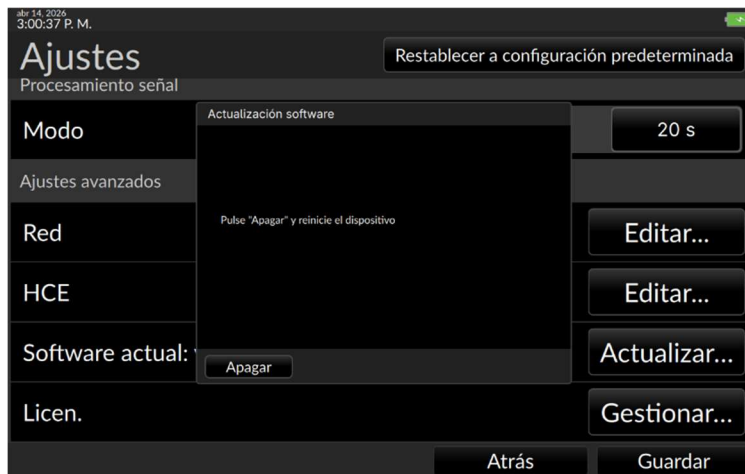 abr 14, 2026
3:00:37 P. M.
Ajustes
Restablecer a configuración predeterminada
Procesamiento señal
Modo
20 s
Actualización software
Ajustes avanzados
Pulse "Apagar" y reinicie el dispositivo
Red
Editar...
HCE
Editar...
Software actual:
Actualizar...
Apagar
Licen.
Gestionar...
Atrás
Guardar